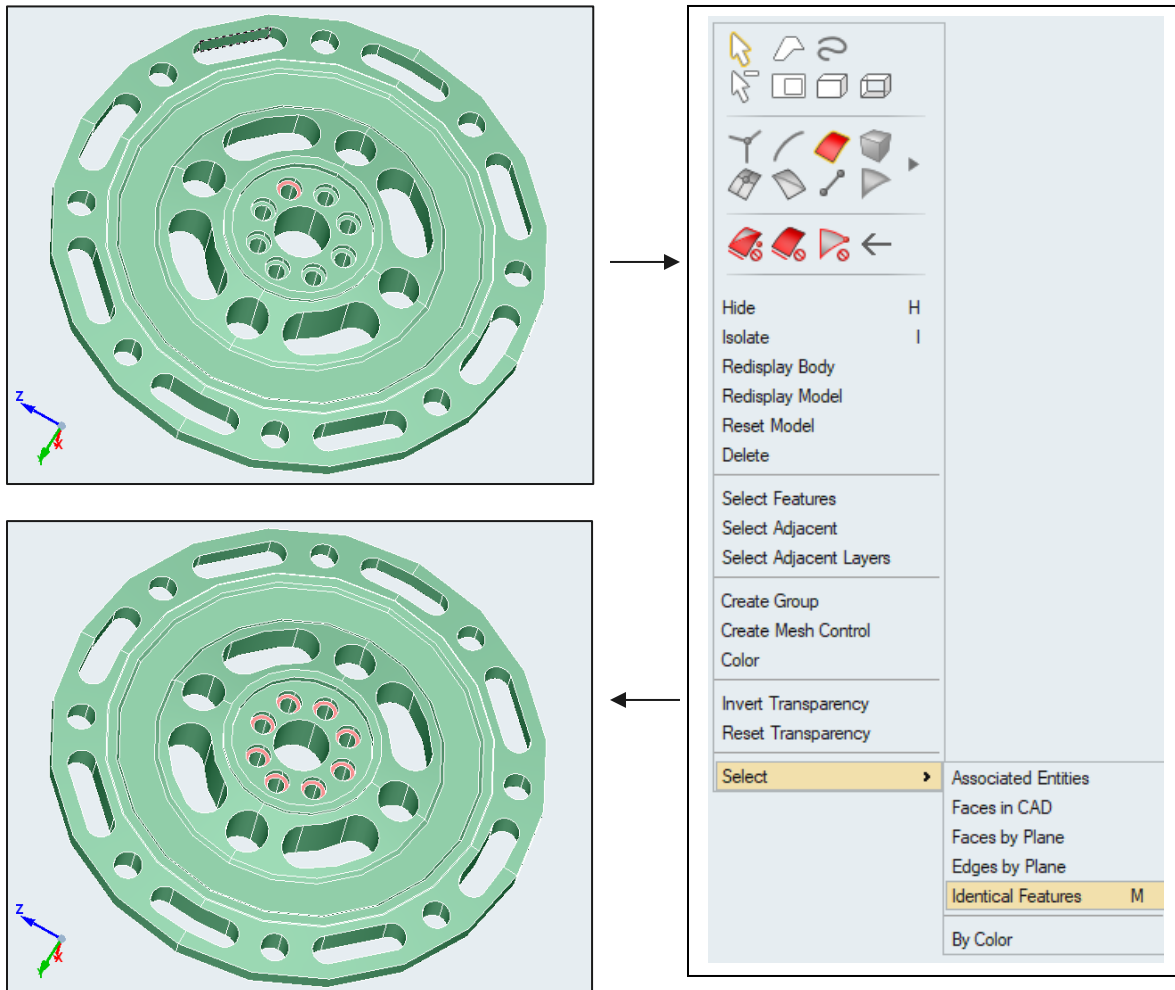 Z
Y
X
Hide H
Isolate I
Redisplay Body
Redisplay Model
Reset Model
Delete
Select Features
Select Adjacent
Select Adjacent Layers
Create Group
Create Mesh Control
Color
Invert Transparency
Reset Transparency
Select
Associated Entities
Faces in CAD
Faces by Plane
Edges by Plane
Identical Features M
By Color
Z
Y
X